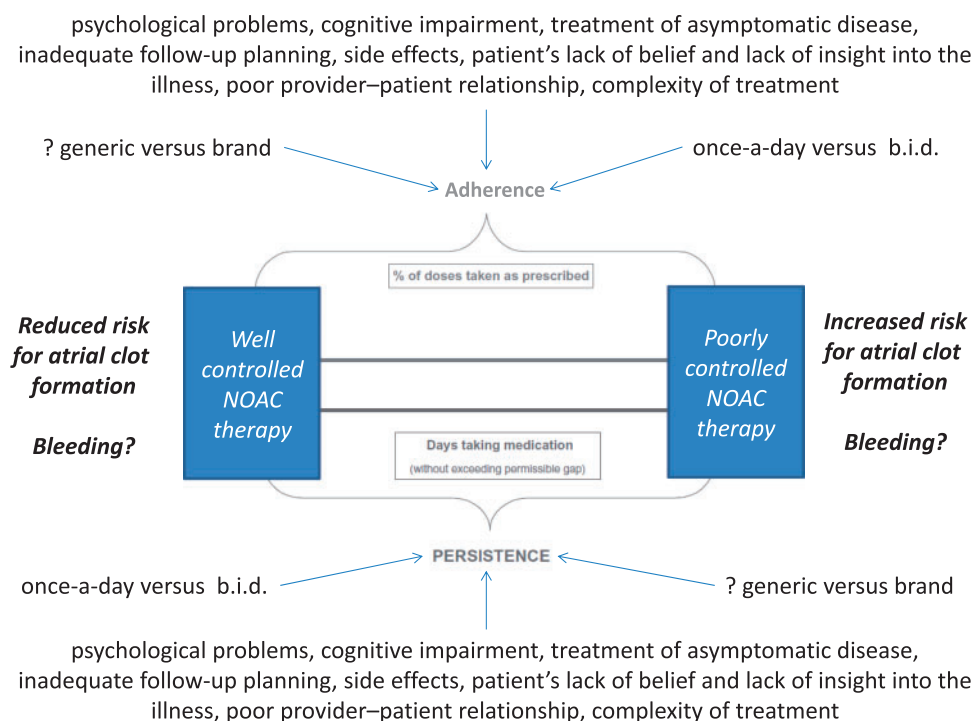 psychological problems, cognitive impairment, treatment of asymptomatic disease,
inadequate follow-up planning, side effects, patient’s lack of belief and lack of insight into the
illness, poor provider–patient relationship, complexity of treatment
? generic versus brand
once-a-day versus b.i.d.
Adherence
% of doses taken as prescribed
Reduced risk
for atrial clot
formation
Bleeding?
Well
controlled
NOAC
therapy
Poorly
controlled
NOAC
therapy
Increased risk
for atrial clot
formation
Bleeding?
Days taking medication
(without exceeding permissible gap)
PERSISTENCE
once-a-day versus b.i.d.
? generic versus brand
psychological problems, cognitive impairment, treatment of asymptomatic disease,
inadequate follow-up planning, side effects, patient’s lack of belief and lack of insight into the
illness, poor provider–patient relationship, complexity of treatment